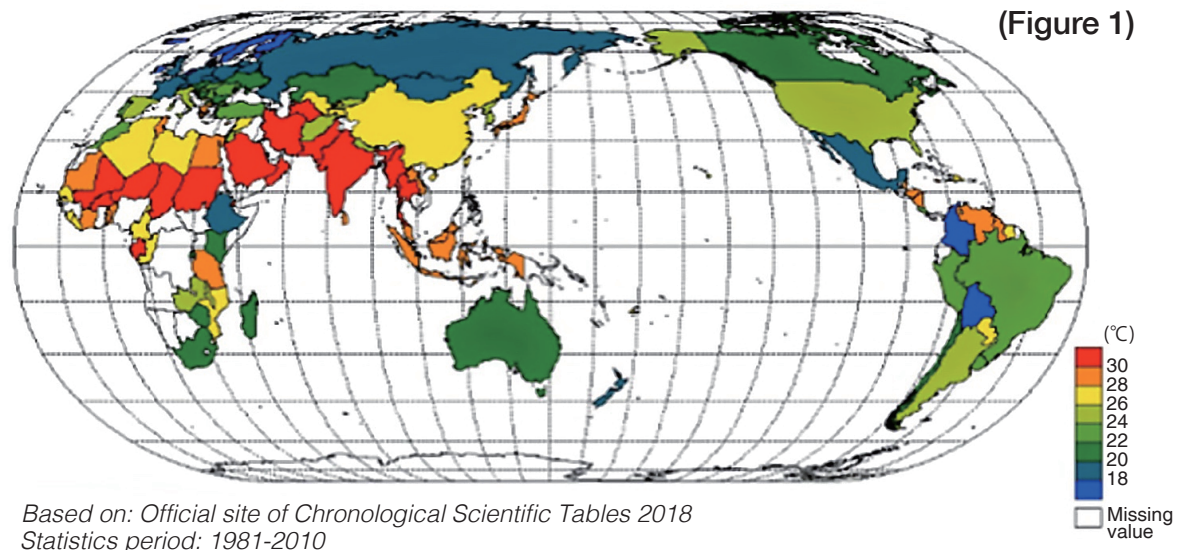 (Figure 1)
(℃)
30
28
26
24
22
20
18
Missing
value
Based on: Official site of Chronological Scientific Tables 2018
Statistics period: 1981-2010